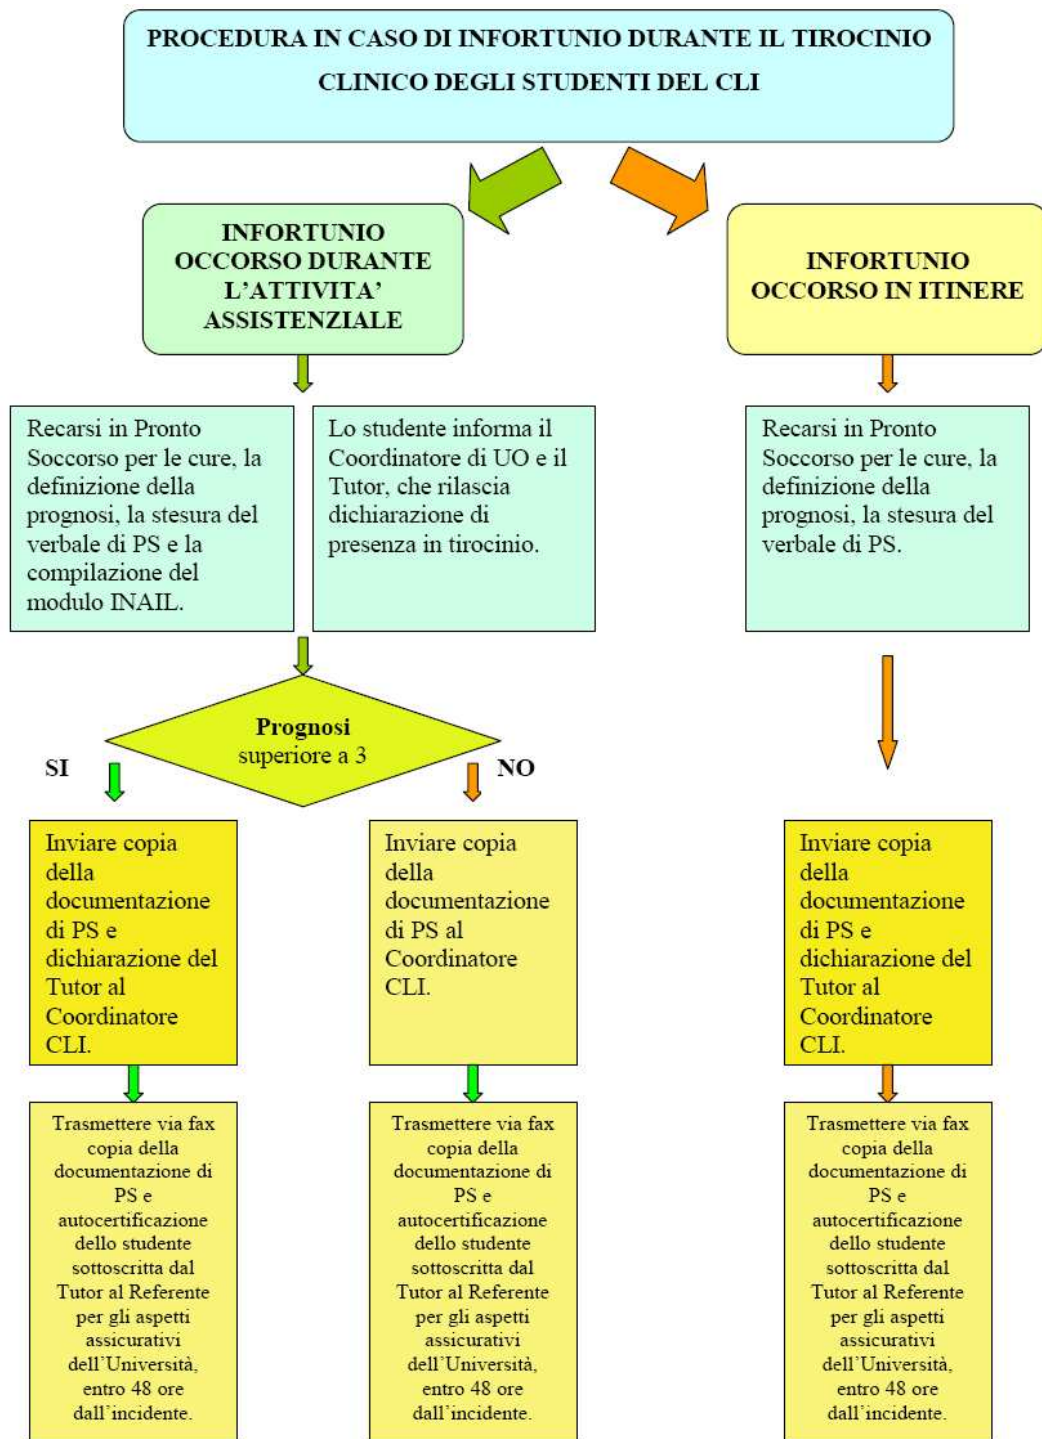 PROCEDURA IN CASO DI INFORTUNIO DURANTE IL TIROCINIO
CLINICO DEGLI STUDENTI DEL CLI
INFORTUNIO
OCCORSO DURANTE
L'ATTIVITA'
ASSISTENZIALE
INFORTUNIO
OCCORSO IN ITINERE
Recarsi in Pronto
Soccorso per le cure, la
definizione della
prognosi, la stesura del
verbale di PS e la
compilazione del
modulo INAIL.
Lo studente informa il
Coordinatore di UO e il
Tutor, che rilascia
dichiarazione di
presenza in tirocinio.
Recarsi in Pronto
Soccorso per le cure, la
definizione della
prognosi, la stesura del
verbale di PS.
Prognosi
superiore a 3
SI
NO
Inviare copia
della
documentazione
di PS e
dichiarazione del
Tutor al
Coordinatore
CLI.
Inviare copia
della
documentazione
di PS al
Coordinatore
CLI.
Inviare copia
della
documentazione
di PS e
dichiarazione del
Tutor al
Coordinatore
CLI.
Trasmettere via fax
copia della
documentazione di
PS e
autocertificazione
dello studente
sottoscritta dal
Tutor al Referente
per gli aspetti
assicurativi
dell'Università,
entro 48 ore
dall'incidente.
Trasmettere via fax
copia della
documentazione di
PS e
autocertificazione
dello studente
sottoscritta dal
Tutor al Referente
per gli aspetti
assicurativi
dell'Università,
entro 48 ore
dall'incidente.
Trasmettere via fax
copia della
documentazione di
PS e
autocertificazione
dello studente
sottoscritta dal
Tutor al Referente
per gli aspetti
assicurativi
dell'Università,
entro 48 ore
dall'incidente.